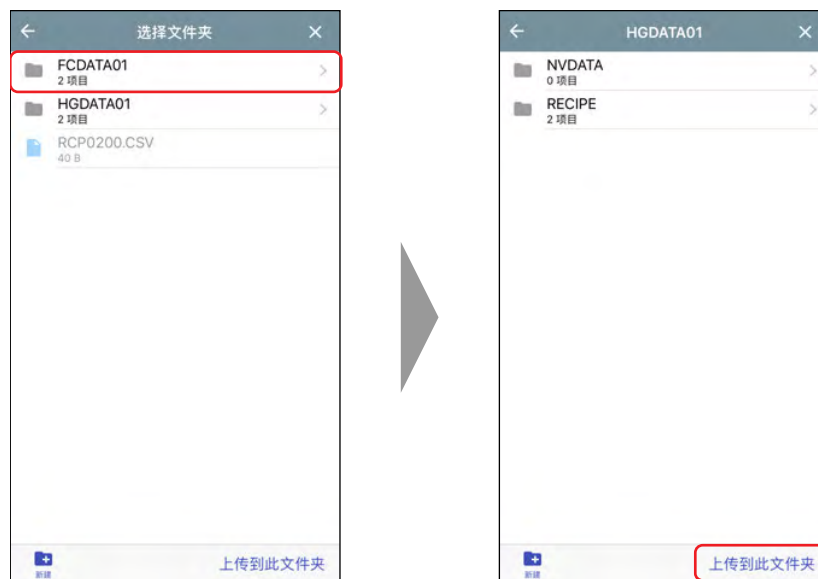 选择文件夹
FCDATA01
2 项目
HGDATA01
2 项目
RCP0200.CSV
40 B
新建
上传到此文件夹
HGDATA01
NVDATA
0 项目
RECIPE
2 项目
新建
上传到此文件夹